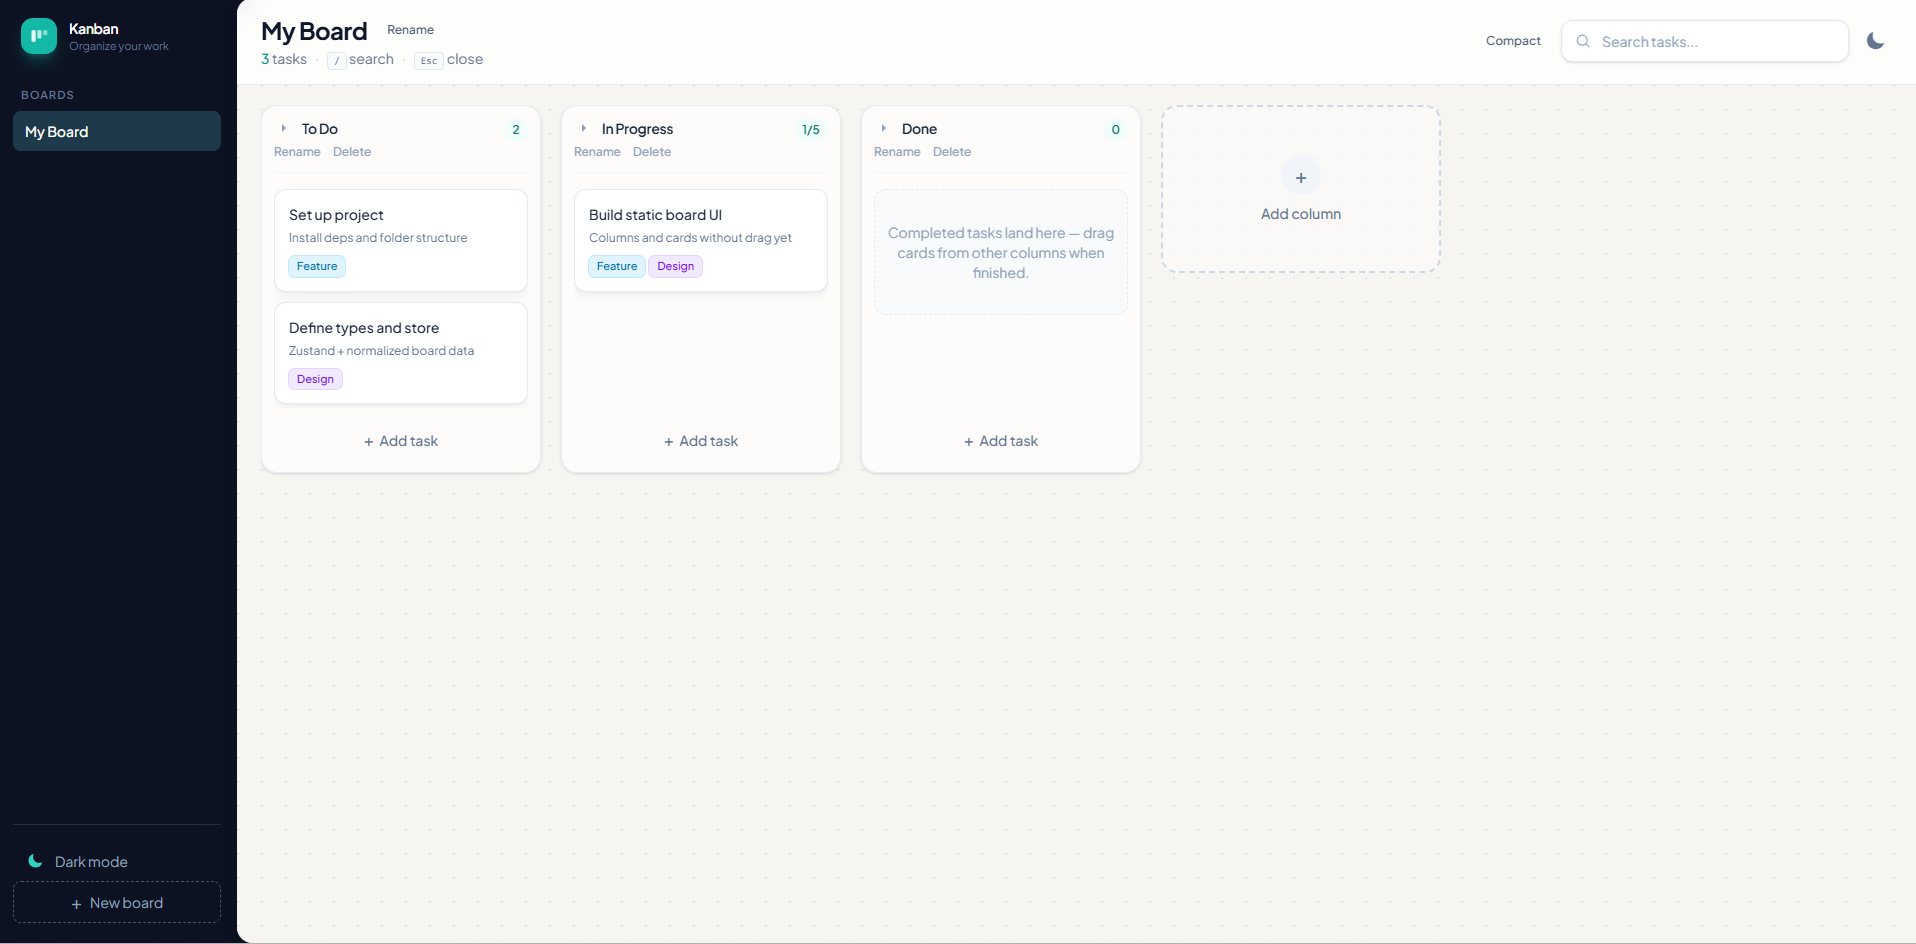 Kanban
Organize your work
BOARDS
My Board
Dark mode
+ New board
My Board Rename
3 tasks · / search · Esc close
Compact
Search tasks...
To Do 2
Rename Delete
Set up project
Install deps and folder structure
Feature
Define types and store
Zustand + normalized board data
Design
+ Add task
In Progress 1/5
Rename Delete
Build static board UI
Columns and cards without drag yet
Feature Design
+ Add task
Done 0
Rename Delete
Completed tasks land here — drag
cards from other columns when
finished.
+ Add task
+
Add column